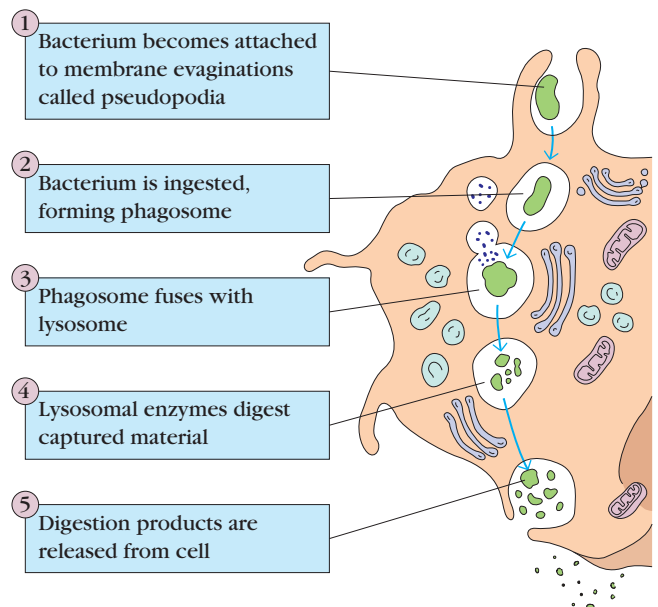 1
Bacterium becomes attached
to membrane evaginations
called pseudopodia
2
Bacterium is ingested,
forming phagosome
3
Phagosome fuses with
lysosome
4
Lysosomal enzymes digest
captured material
5
Digestion products are
released from cell